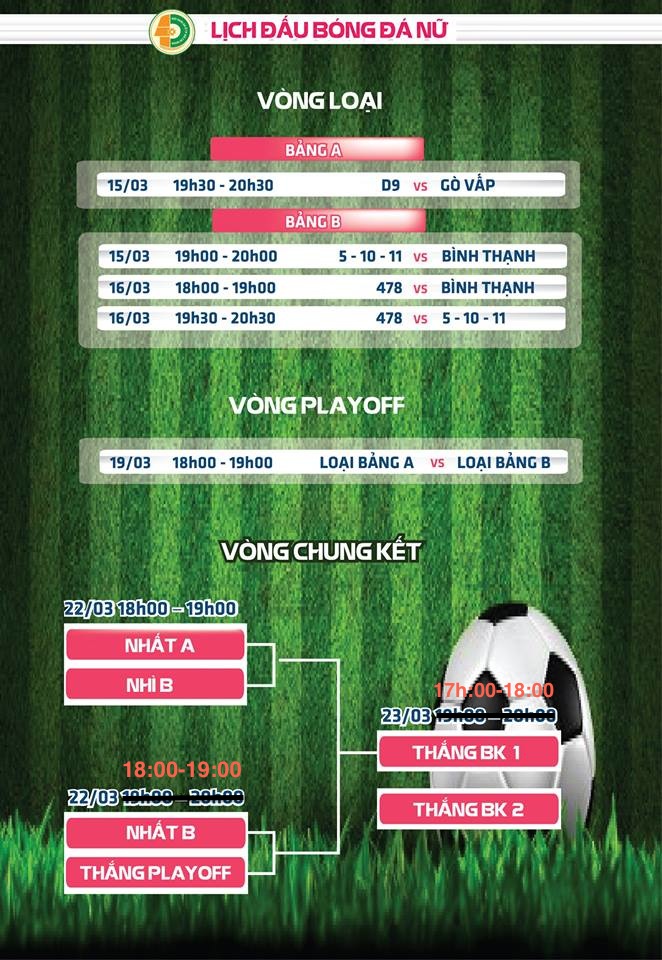 LỊCH ĐẤU BÓNG ĐÁ NỮ
VÒNG LOẠI
BẢNG A
15/03 19h30 - 20h30 D9 vs GÒ VẤP
BẢNG B
15/03 19h00 - 20h00 5 - 10 - 11 vs BÌNH THẠNH
16/03 18h00 - 19h00 478 vs BÌNH THẠNH
16/03 19h30 - 20h30 478 vs 5 - 10 - 11
VÒNG PLAYOFF
19/03 18h00 - 19h00 LOẠI BẢNG A vs LOẠI BẢNG B
VÒNG CHUNG KẾT
22/03 18h00 – 19h00
NHẤT A
NHÌ B
17h:00-18:00
23/03 19h00 – 20h00
THẮNG BK 1
THẮNG BK 2
18:00-19:00
22/03 19h00 – 20h00
NHẤT B
THẮNG PLAYOFF